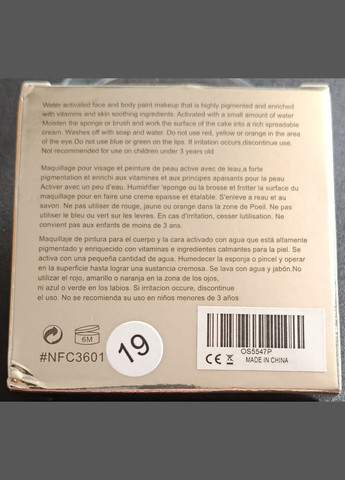 Water activated face and body paint makeup that is highly pigmented and enriched
with vitamins and skin soothing ingredients. Activated with a small amount of water
Moisten the sponge or brush and work the surface of the cake into a rich spreadable
cream. Washes off with soap and water. Do not use red, yellow or orange in the area
of the eye.Do not use blue or green on the lips. If irritation occurs,discontinue use.
Not recommended for use on children under 3 years old
Maquillage pour visage et peinture de peau active avec de leau,a forte
pigmentation et enrichi aux vitamines et aux principes apaisants pour la peau
Activer avec un peu d'eau. Humidifier 'eponge ou la brosse et frotter la surface du
maquillage pour en faire une creme epaisse et étalable. S'enleve a reau et au
savon. Ne pas utiliser de rouge, jaune ou orange dans la zone de Poeil. Ne pas
utiliser le bleu ou vert sur les levres. En cas d'irritation, cesser lutilisation. Ne
convient pas aux enfants de moins de 3 ans.
Maquillaje de pintura para el cuerpo y la cara activado con agua que está altamente
pigmentado y enriquecido con vitaminas e ingredientes calmantes para la piel. Se
activa con una pequeña cantidad de agua. Humedecer la esponja o pincel y operar
en la superficie hasta lograr una sustancia cremosa. Se lava con agua y jabón.No
utilizar el rojo, amarillo o naranja en la zona de los ojos,
ni azul o verde en los labios. Si irritacion occure, discontinue
el uso. No se recomienda su uso en niños menores de 3 años
6M
#NFC3601
19
OS5547P
CE MADE IN CHINA